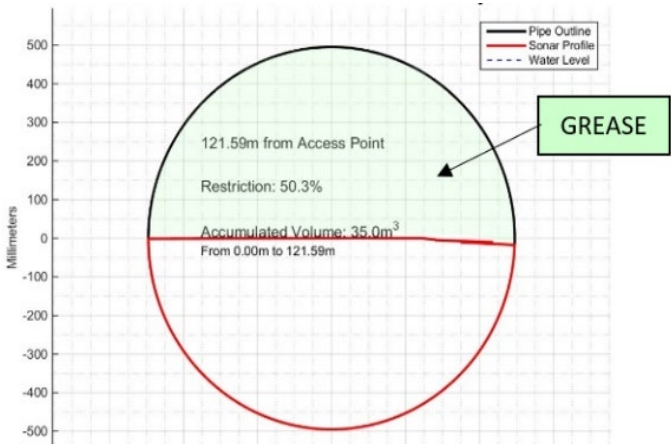 Pipe Outline
Sonar Profile
Water Level
GREASE
121.59m from Access Point
Restriction: 50.3%
Accumulated Volume: 35.0m³
From 0.00m to 121.59m
Millimeters
500
400
300
200
100
0
-100
-200
-300
-400
-500